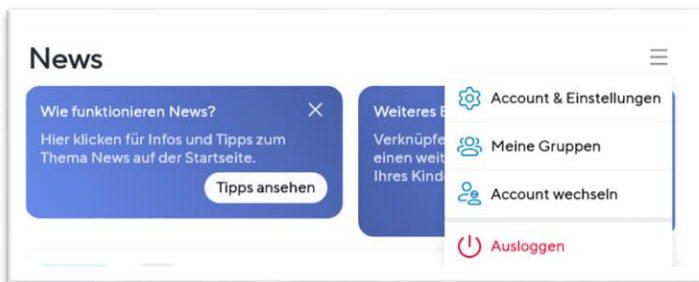 News
Wie funktionieren News?
Hier klicken für Infos und Tipps zum
Thema News auf der Startseite.
Tipps ansehen
Weiteres
Verknüpfe
einen weit
Ihres Kind
Account & Einstellungen
Meine Gruppen
Account wechseln
Ausloggen